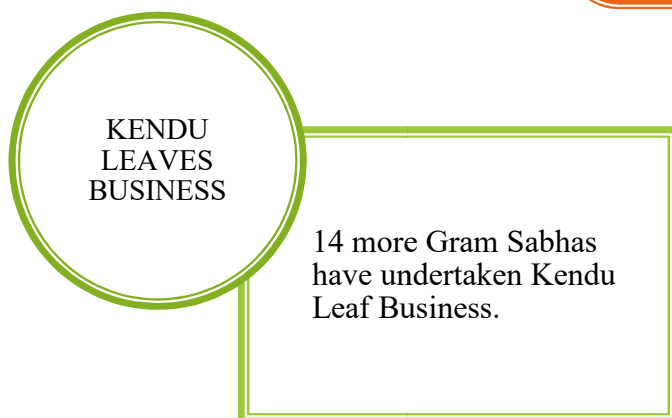 KENDU
LEAVES
BUSINESS
14 more Gram Sabhas
have undertaken Kendu
Leaf Business.